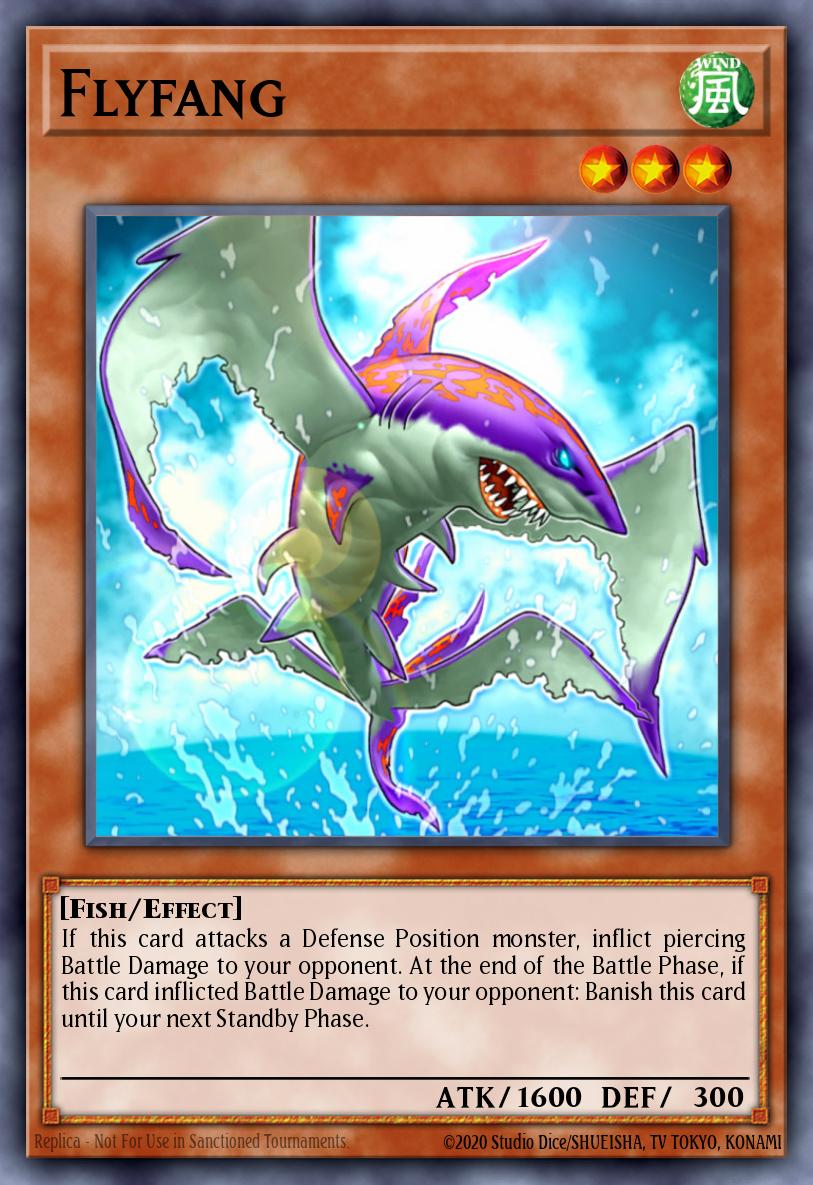 Flyfang
WIND
風
[Fish/Effect]
If this card attacks a Defense Position monster, inflict piercing
Battle Damage to your opponent. At the end of the Battle Phase, if
this card inflicted Battle Damage to your opponent: Banish this card
until your next Standby Phase.
ATK/1600 DEF/ 300
Replica - Not For Use in Sanctioned Tournaments.
©2020 Studio Dice/SHUEISHA, TV TOKYO, KONAMI